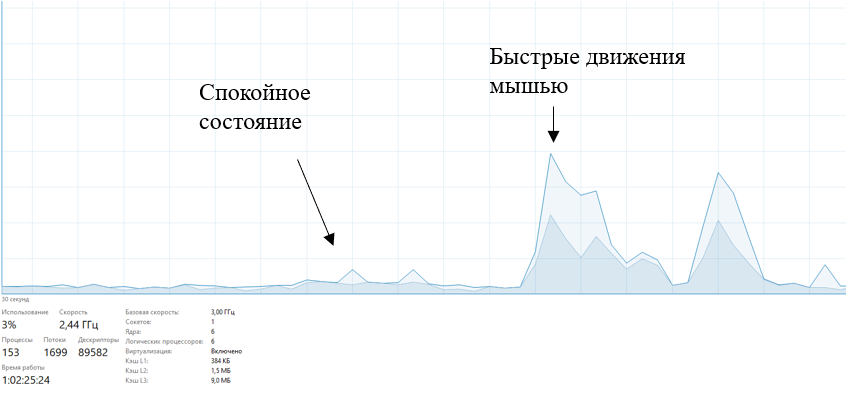 Быстрые движения
мышью
Спокойное
состояние
30 секунд
Использование Скорость
3% 2,44 ГГц
Процессы Потоки Дескрипторы
153 1699 89582
Время работы
1:02:25:24
Базовая скорость: 3,00 ГГц
Сокетов: 1
Ядра: 6
Логических процессоров: 6
Виртуализация: Включено
Кэш L1: 384 КБ
Кэш L2: 1,5 МБ
Кэш L3: 9,0 МБ